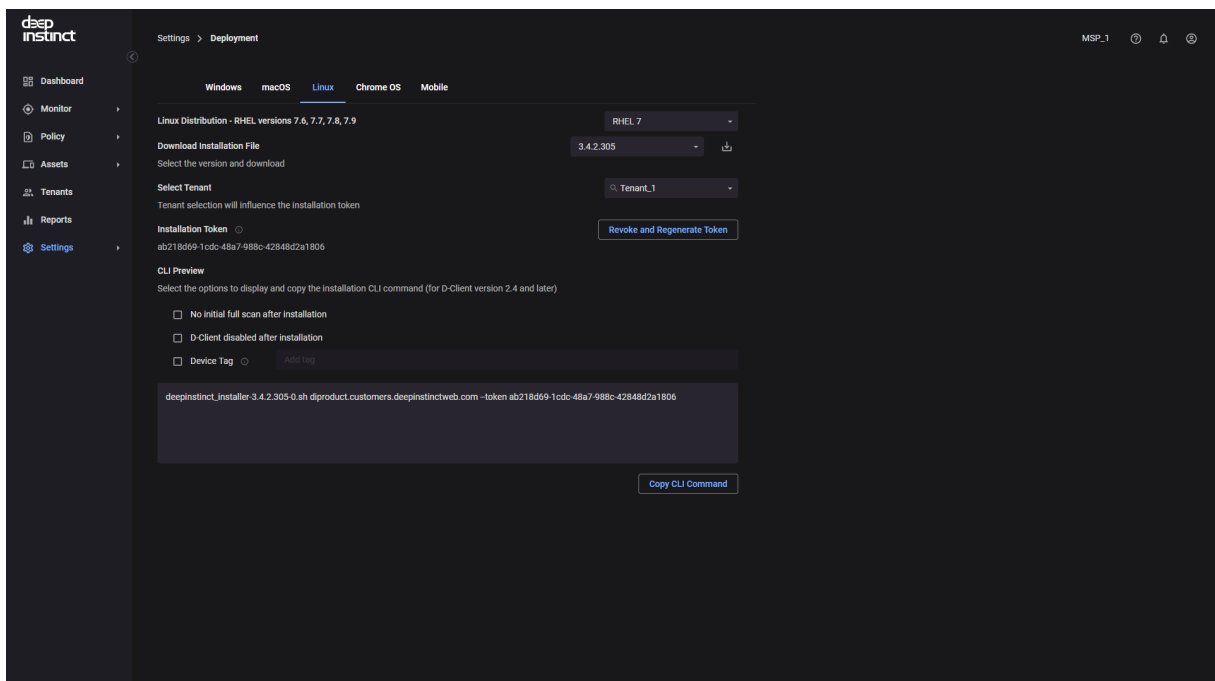 deep
instinct
Settings > Deployment
MSP_1
Dashboard
Monitor
Policy
Assets
Tenants
Reports
Settings
Windows macOS Linux Chrome OS Mobile
Linux Distribution - RHEL versions 7.6, 7.7, 7.8, 7.9
RHEL 7
Download Installation File
3.4.2.305
Select the version and download
Select Tenant
Tenant_1
Tenant selection will influence the installation token
Installation Token
Revoke and Regenerate Token
ab218d69-1cdc-48a7-988c-42848d2a1806
CLI Preview
Select the options to display and copy the installation CLI command (for D-Client version 2.4 and later)
No initial full scan after installation
D-Client disabled after installation
Device Tag
Add tag
deepinstinct_installer-3.4.2.305-0.sh diproduct.customers.deepinstinctweb.com --token ab218d69-1cdc-48a7-988c-42848d2a1806
Copy CLI Command